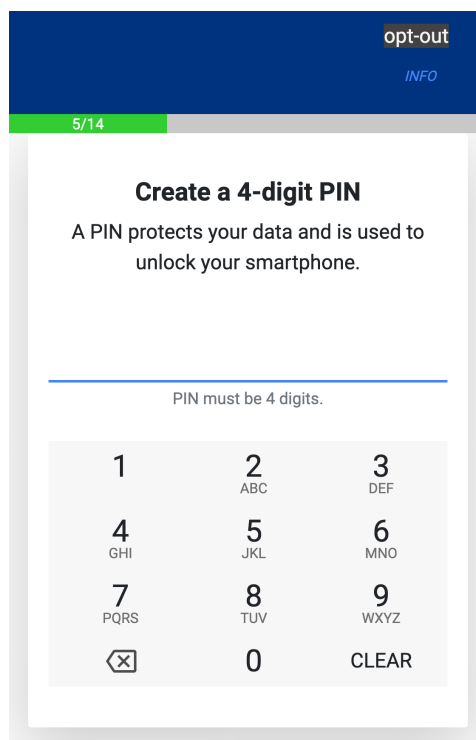 opt-out
INFO
5/14
Create a 4-digit PIN
A PIN protects your data and is used to
unlock your smartphone.
PIN must be 4 digits.
1 2 3
ABC DEF
4 5 6
GHI JKL MNO
7 8 9
PQRS TUV WXYZ
0 CLEAR